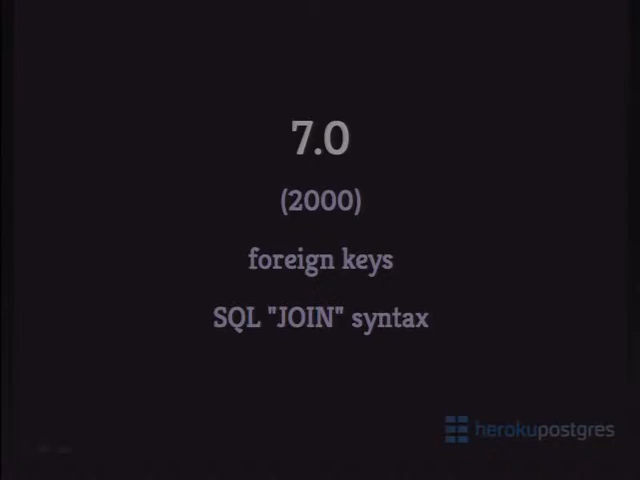 7.0
(2000)
foreign keys
SQL "JOIN" syntax
herokupostgres